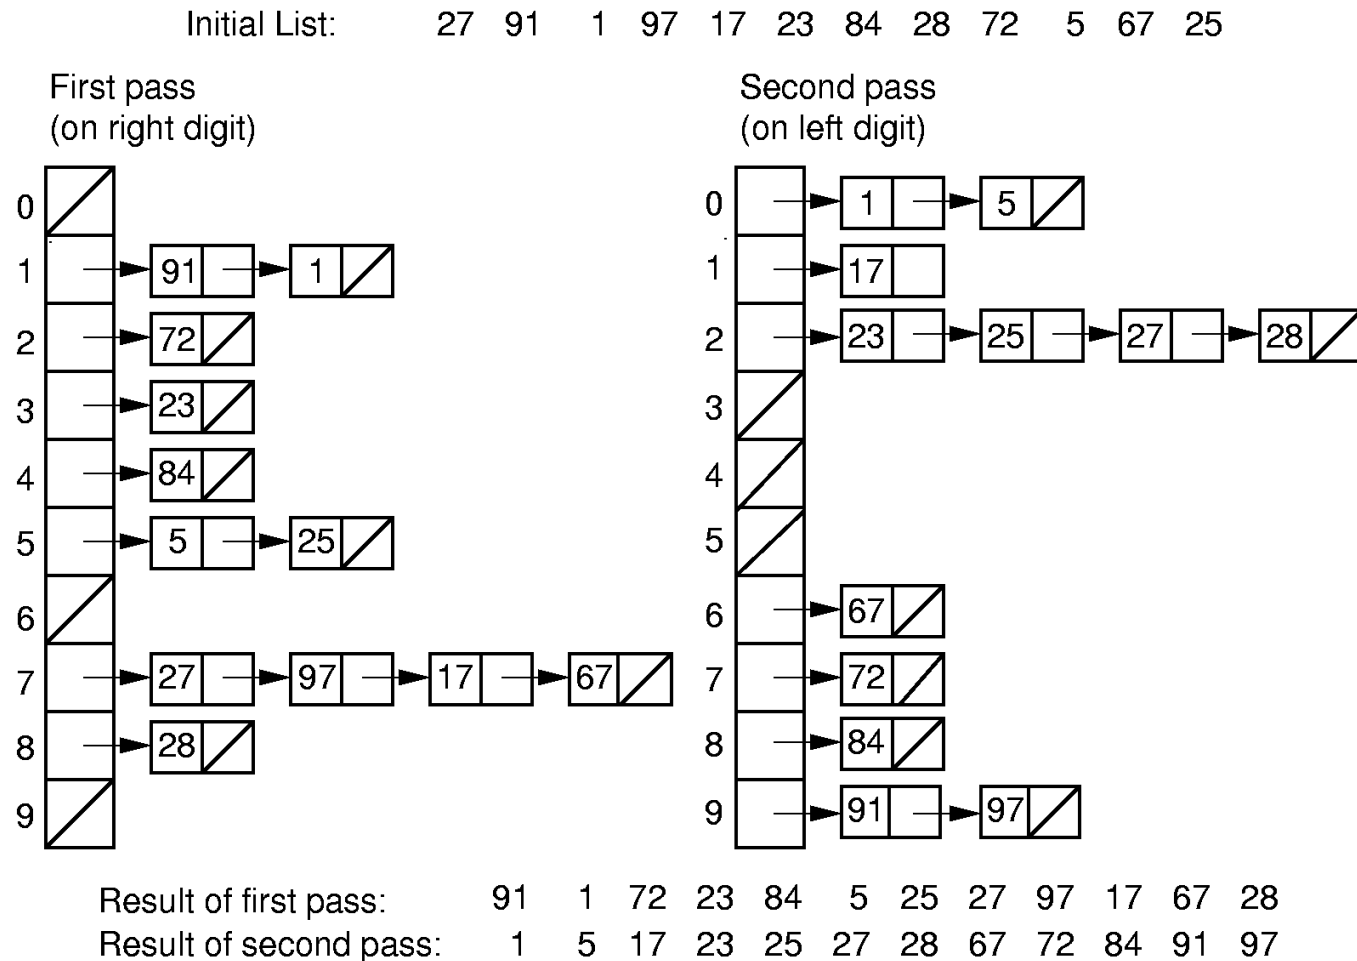 Initial List: 27 91 1 97 17 23 84 28 72 5 67 25
First pass
(on right digit)
0
1 91 1
2 72
3 23
4 84
5 5 25
6
7 27 97 17 67
8 28
9
Second pass
(on left digit)
0 1 5
1 17
2 23 25 27 28
3
4
5
6 67
7 72
8 84
9 91 97
Result of first pass: 91 1 72 23 84 5 25 27 97 17 67 28
Result of second pass: 1 5 17 23 25 27 28 67 72 84 91 97